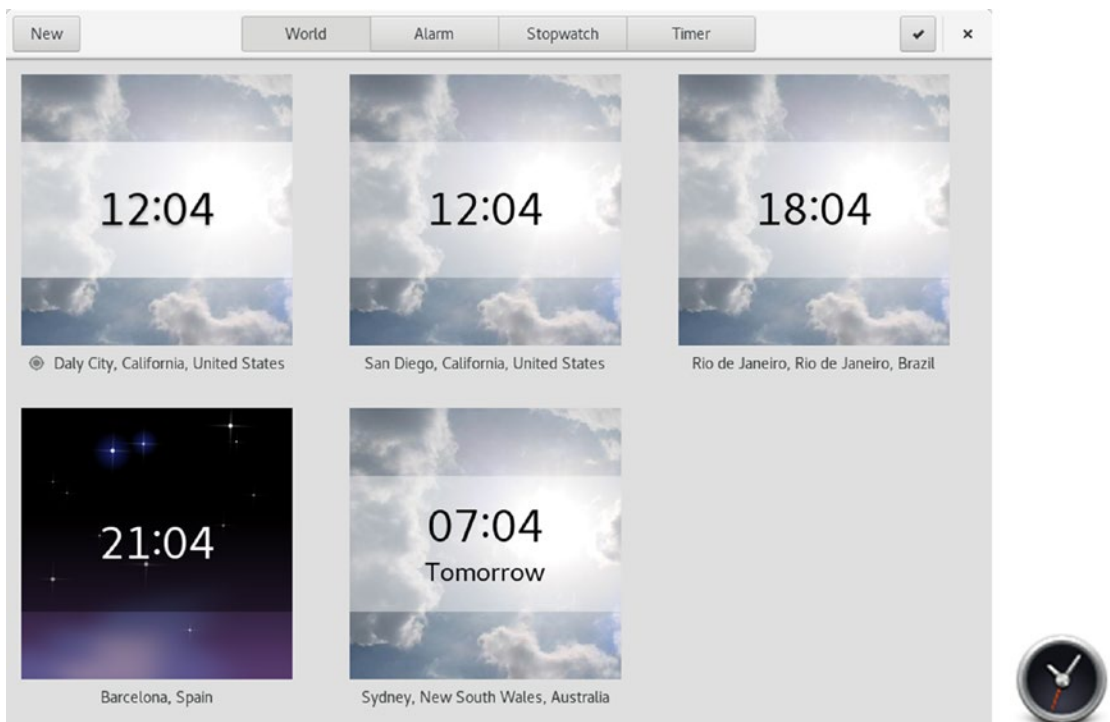 New World Alarm Stopwatch Timer
12:04 12:04 18:04
Daly City, California, United States San Diego, California, United States Rio de Janeiro, Rio de Janeiro, Brazil
21:04 07:04
Tomorrow
Barcelona, Spain Sydney, New South Wales, Australia